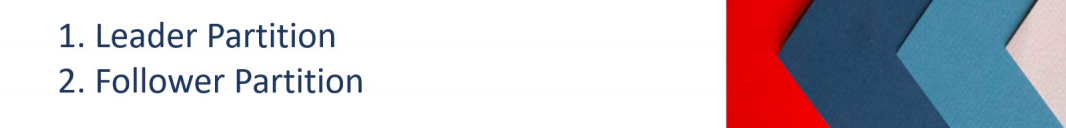 1. Leader Partition
2. Follower Partition